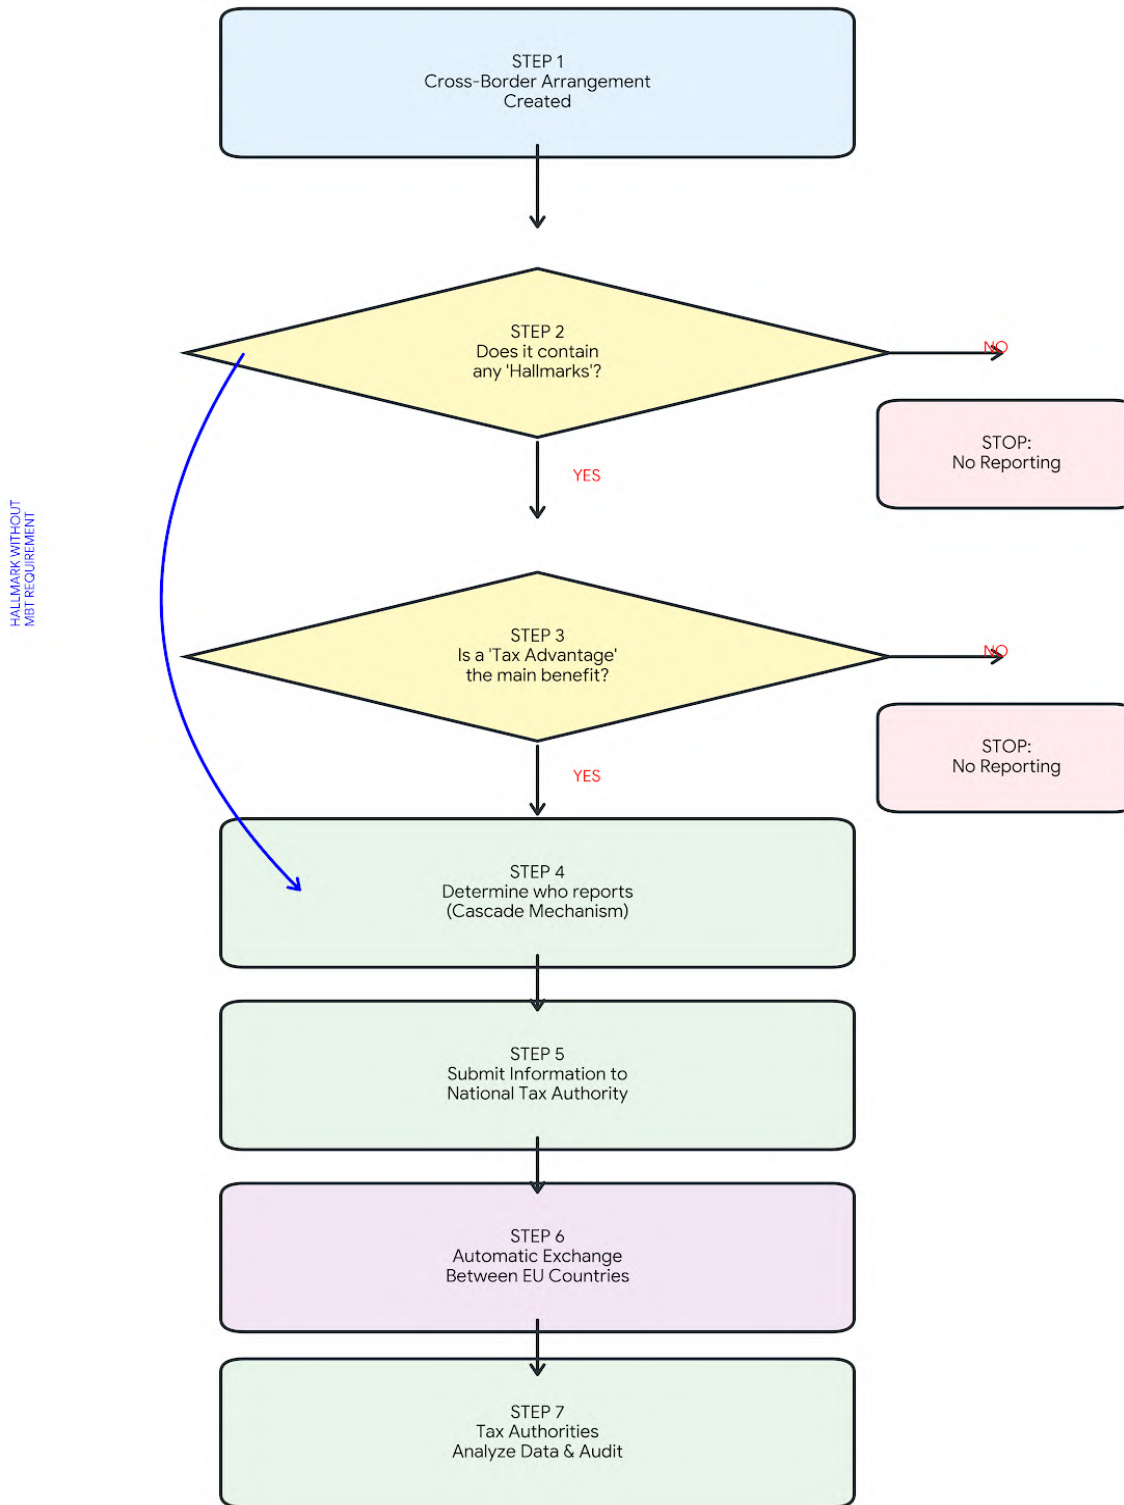 STEP 1
Cross-Border Arrangement
Created
STEP 2
Does it contain
any 'Hallmarks'?
NO
STOP:
No Reporting
YES
HALLMARK WITHOUT
MBT REQUIREMENT
STEP 3
Is a 'Tax Advantage'
the main benefit?
NO
STOP:
No Reporting
YES
STEP 4
Determine who reports
(Cascade Mechanism)
STEP 5
Submit Information to
National Tax Authority
STEP 6
Automatic Exchange
Between EU Countries
STEP 7
Tax Authorities
Analyze Data & Audit